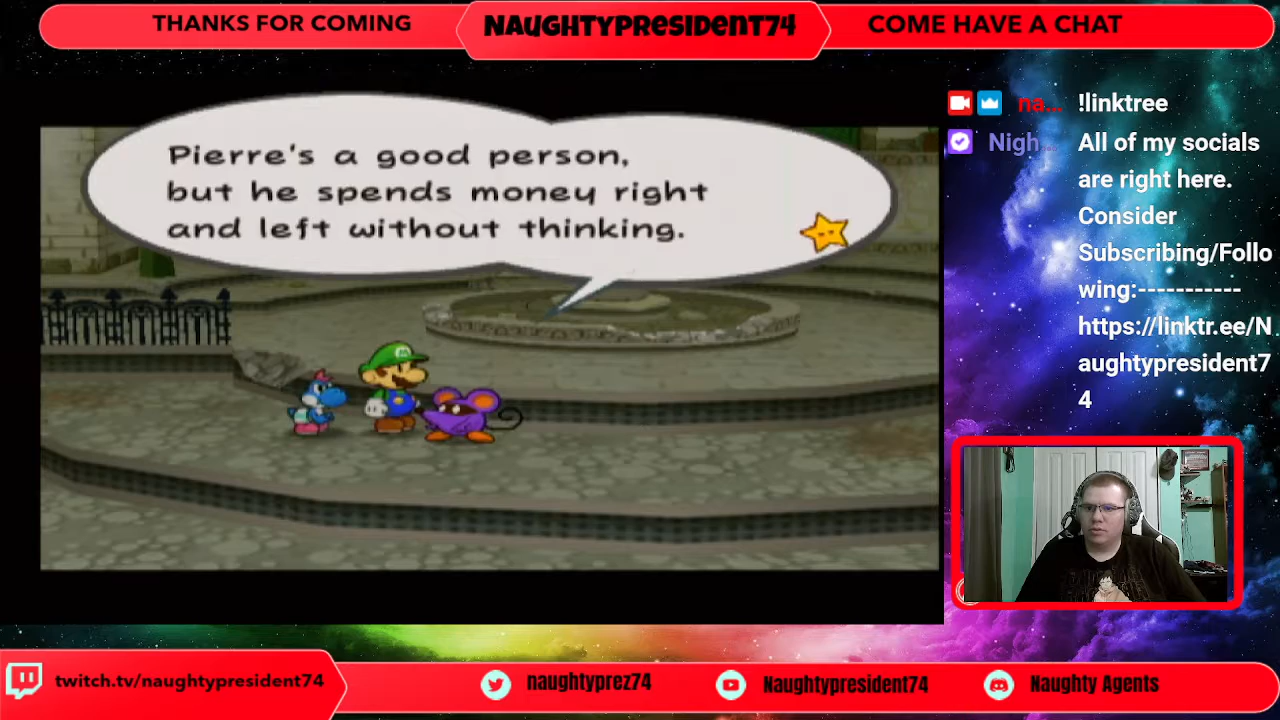 THANKS FOR COMING
NAUGHTYPRESIDENT74
COME HAVE A CHAT
Pierre's a good person,
but he spends money right
and left without thinking.
na... !linktree
Nigh... All of my socials
are right here.
Consider
Subscribing/Follo
wing:-----------
https://linktr.ee/N
aughtypresident7
4
twitch.tv/naughtypresident74
naughtyprez74
Naughtypresident74
Naughty Agents